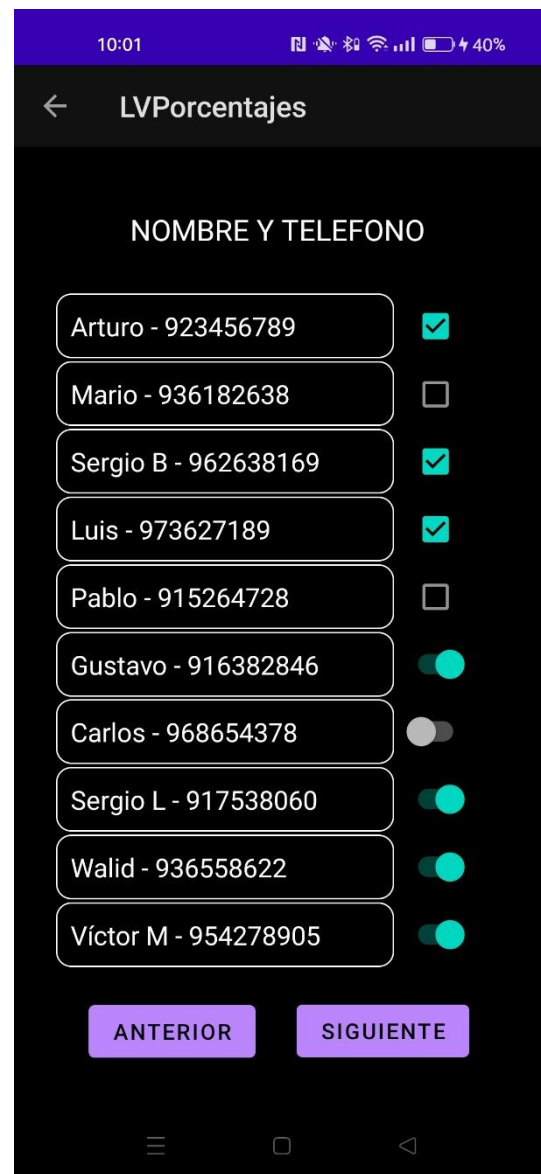 10:01 40%
LVPorcentajes
NOMBRE Y TELEFONO
Arturo - 923456789
Mario - 936182638
Sergio B - 962638169
Luis - 973627189
Pablo - 915264728
Gustavo - 916382846
Carlos - 968654378
Sergio L - 917538060
Walid - 936558622
Víctor M - 954278905
ANTERIOR SIGUIENTE